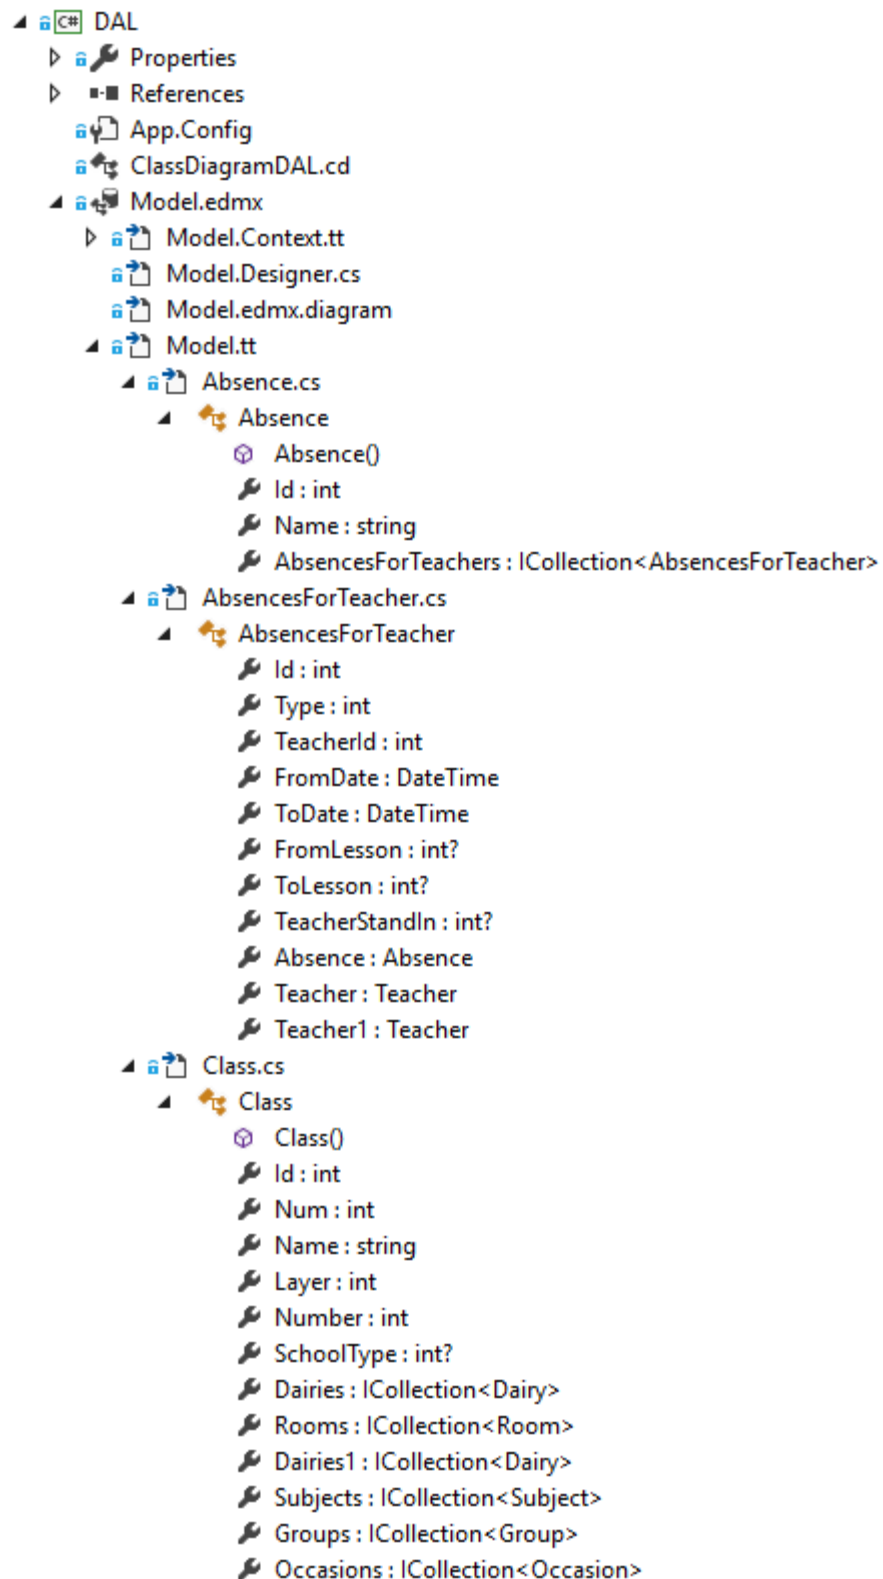 C# DAL
Properties
References
App.Config
ClassDiagramDAL.cd
Model.edmx
Model.Context.tt
Model.Designer.cs
Model.edmx.diagram
Model.tt
Absence.cs
Absence
Absence()
Id : int
Name : string
AbsencesForTeachers : ICollection<AbsencesForTeacher>
AbsencesForTeacher.cs
AbsencesForTeacher
Id : int
Type : int
TeacherId : int
FromDate : DateTime
ToDate : DateTime
FromLesson : int?
ToLesson : int?
TeacherStandIn : int?
Absence : Absence
Teacher : Teacher
Teacher1 : Teacher
Class.cs
Class
Class()
Id : int
Num : int
Name : string
Layer : int
Number : int
SchoolType : int?
Dairies : ICollection<Dairy>
Rooms : ICollection<Room>
Dairies1 : ICollection<Dairy>
Subjects : ICollection<Subject>
Groups : ICollection<Group>
Occasions : ICollection<Occasion>